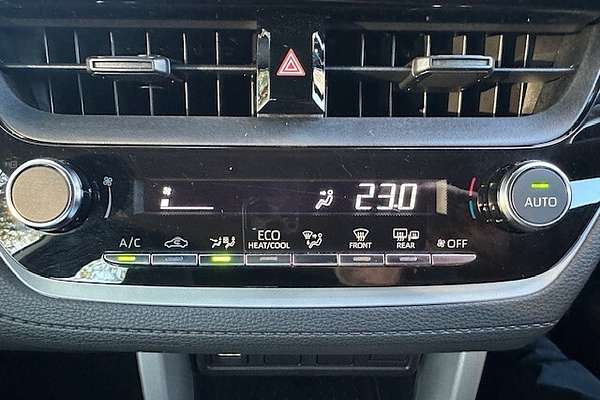 23.0
AUTO
A/C ECO HEAT/COOL FRONT REAR OFF